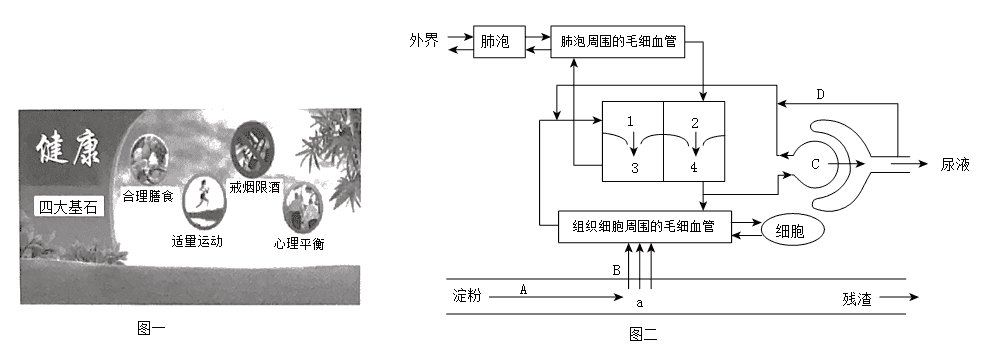 健康
四大基石
合理膳食
戒烟限酒
适量运动
心理平衡
图一
外界
肺泡
肺泡周围的毛细血管
D
1
2
3
4
C
尿液
组织细胞周围的毛细血管
细胞
B
淀粉
A
a
残渣
图二